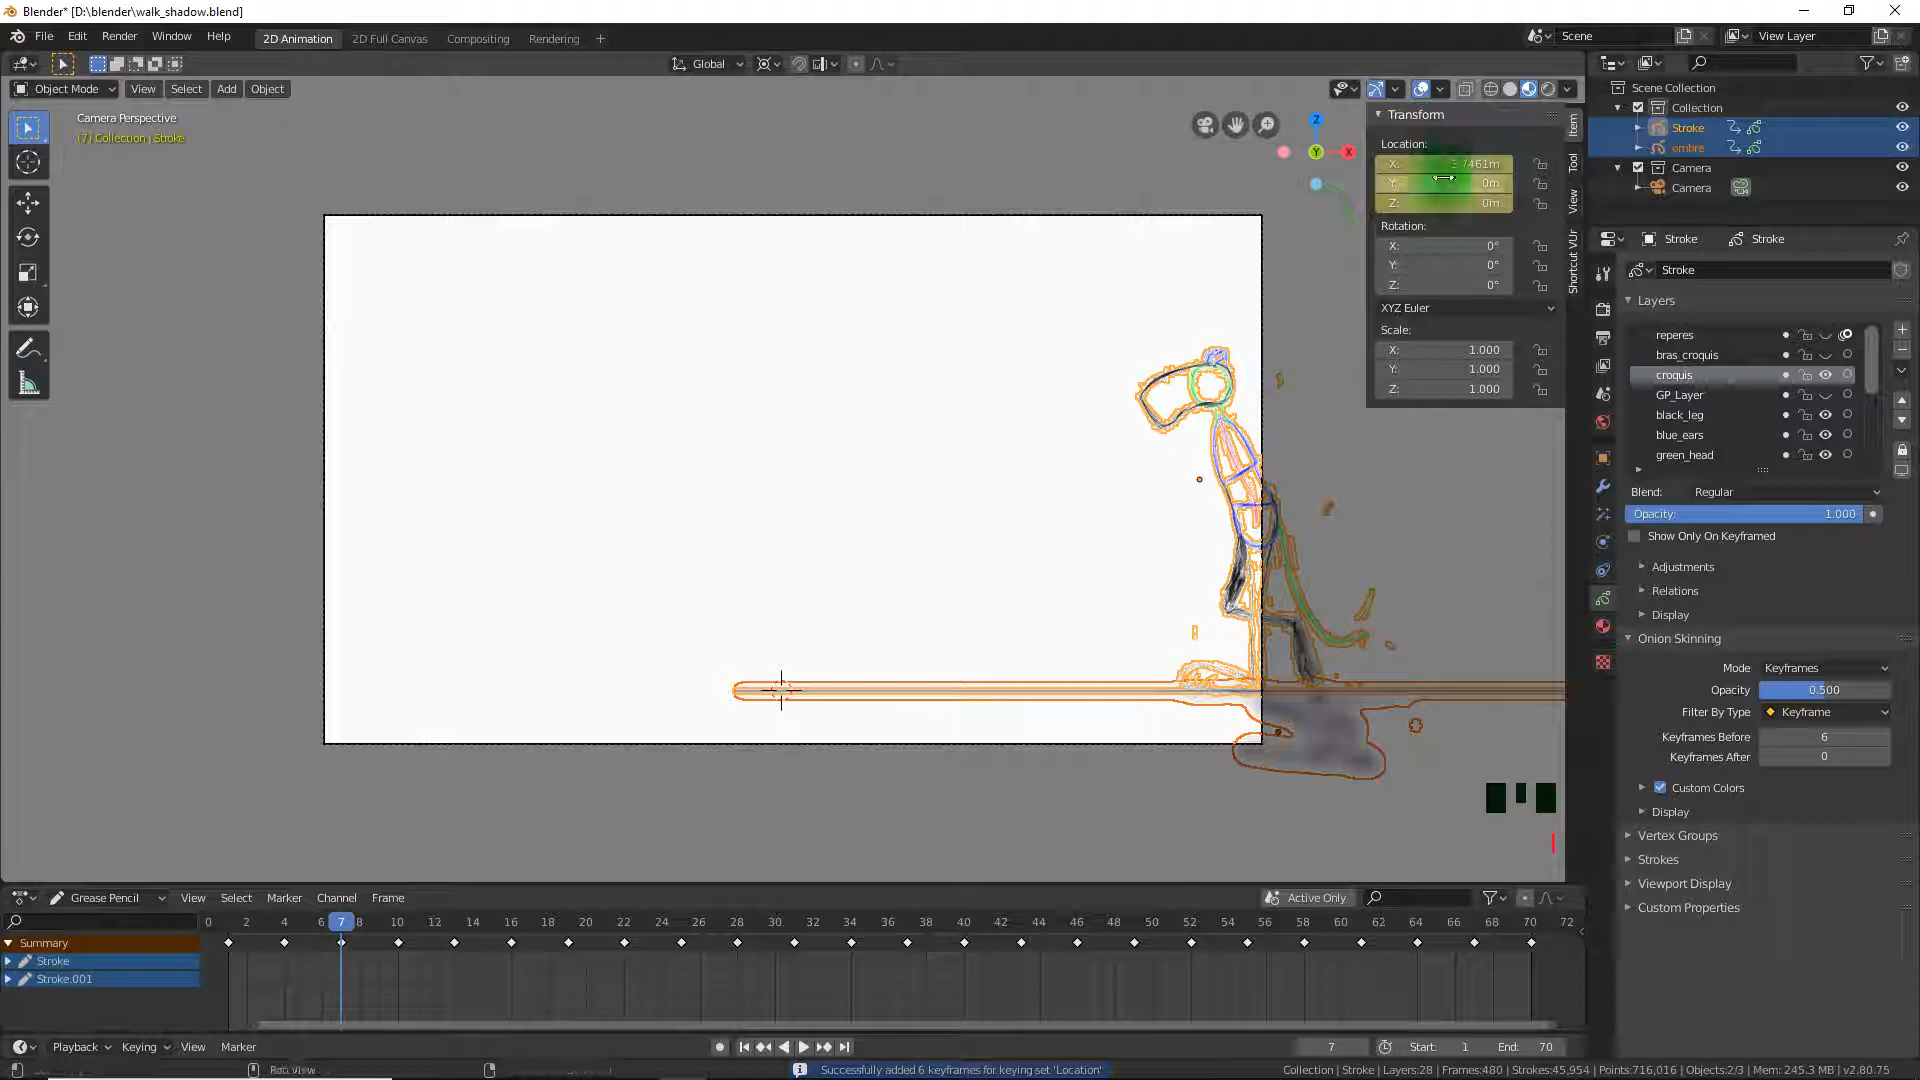 Blender* [D:\blender\walk_shadow.blend]
File Edit Render Window Help 2D Animation 2D Full Canvas Compositing Rendering + Scene View Layer
Global
Object Mode View Select Add Object
Camera Perspective
(7) Collection | Stroke
Z
Y
X
Transform
Location:
X: 7461m
Y: 0m
Z: 0m
Rotation:
X: 0°
Y: 0°
Z: 0°
XYZ Euler
Scale:
X: 1.000
Y: 1.000
Z: 1.000
Item
Tool
View
Shortcut VUr
Scene Collection
Collection
Stroke
ombre
Camera
Camera
Stroke Stroke
Stroke
Layers
reperes
bras_croquis
croquis
GP_Layer
black_leg
blue_ears
green_head
Blend: Regular
Opacity: 1.000
Show Only On Keyframed
Adjustments
Relations
Display
Onion Skinning
Mode Keyframes
Opacity 0.500
Filter By Type Keyframe
Keyframes Before 6
Keyframes After 0
Custom Colors
Display
Vertex Groups
Strokes
Viewport Display
Custom Properties
Grease Pencil View Select Marker Channel Frame Active Only
0 2 4 6 7 8 10 12 14 16 18 20 22 24 26 28 30 32 34 36 38 40 42 44 46 48 50 52 54 56 58 60 62 64 66 68 70 72
Summary
Stroke
Stroke.001
Playback Keying View Marker 7 Start: 1 End: 70
Successfully added 6 keyframes for keying set 'Location' Collection | Stroke | Layers:28 | Frames:480 | Strokes:45,954 | Points:716,016 | Objects:2/3 | Mem: 245.3 MB | v2.80.75